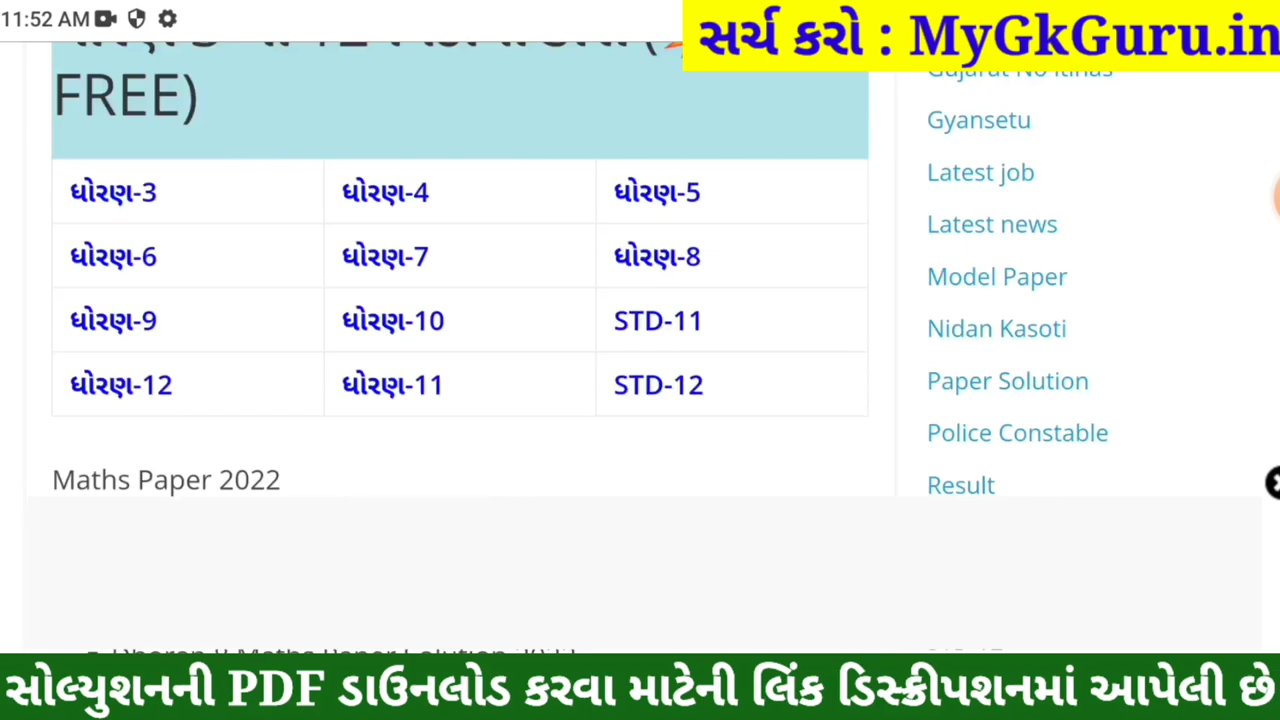 11:52 AM
સર્ચ કરો : MyGkGuru.in
FREE)
Gyansetu
ધોરણ-3 ધોરણ-4 ધોરણ-5
Latest job
ધોરણ-6 ધોરણ-7 ધોરણ-8
Latest news
ધોરણ-9 ધોરણ-10 STD-11
Model Paper
ધોરણ-12 ધોરણ-11 STD-12
Nidan Kasoti
Paper Solution
Police Constable
Maths Paper 2022
Result
સોલ્યુશનની PDF ડાઉનલોડ કરવા માટેની લિંક ડિસ્ક્રીપશનમાં આપેલી છે